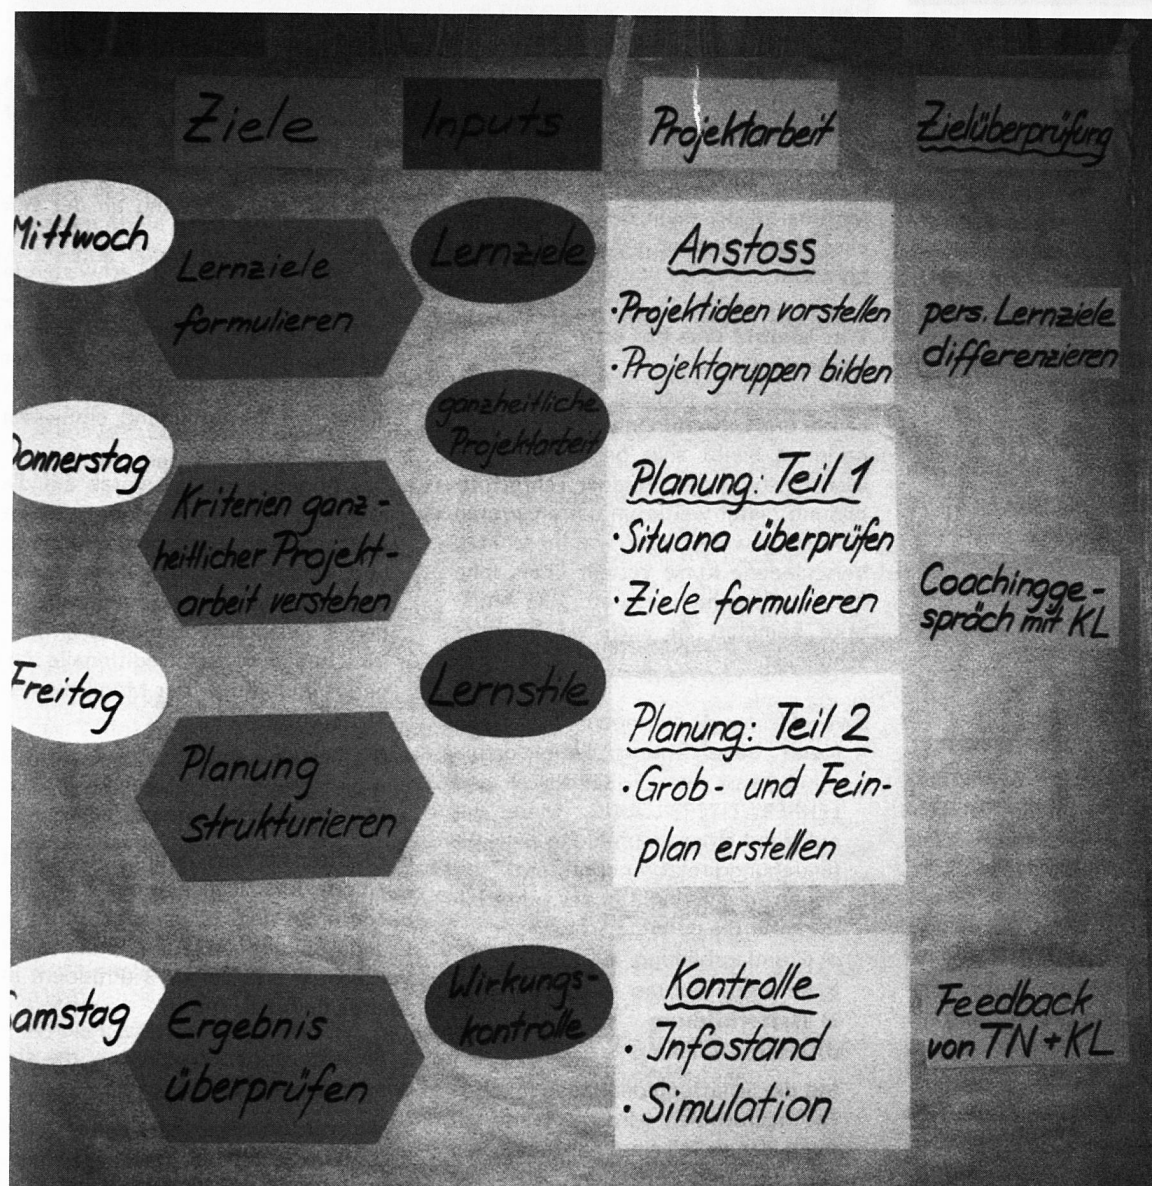 Ziele
Inputs
Projektarbeit
Zielüberprüfung
Mittwoch
Lernziele
formulieren
Lernziele
Anstoss
·Projektideen vorstellen
·Projektgruppen bilden
pers. Lernziele
differenzieren
Donnerstag
Kriterien ganz-
heitlicher Projekt-
arbeit verstehen
ganzheitliche
Projektarbeit
Planung: Teil 1
·Situana überprüfen
·Ziele formulieren
Coachingge-
spräch mit KL
Freitag
Planung
strukturieren
Lernstile
Planung: Teil 2
·Grob- und Fein-
plan erstellen
Samstag
Ergebnis
überprüfen
Wirkungs-
kontrolle
Kontrolle
· Infostand
· Simulation
Feedback
von TN + KL